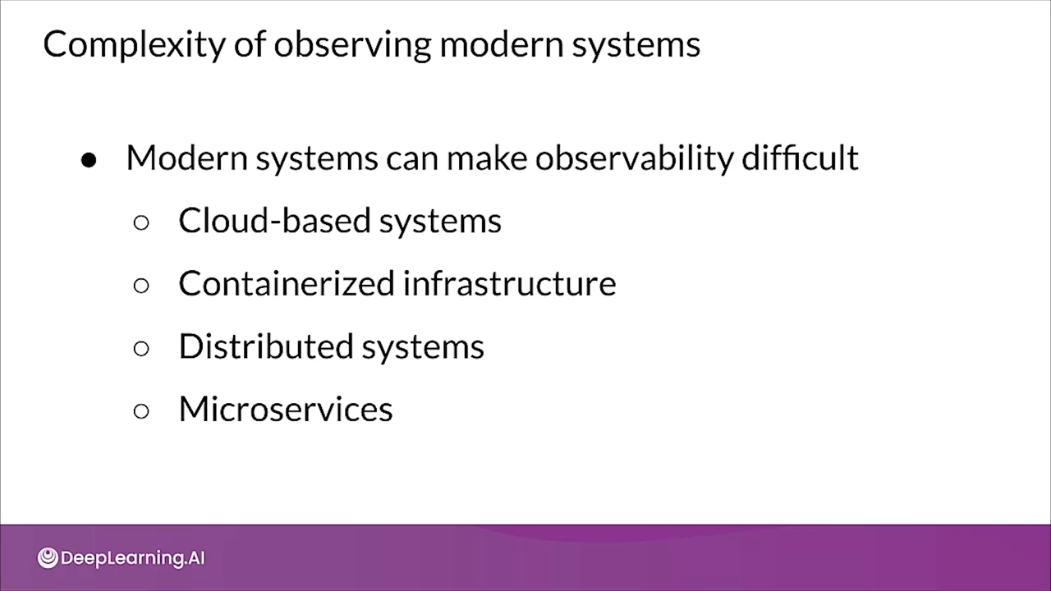 Complexity of observing modern systems
● Modern systems can make observability difficult
○ Cloud-based systems
○ Containerized infrastructure
○ Distributed systems
○ Microservices
DeepLearning.AI